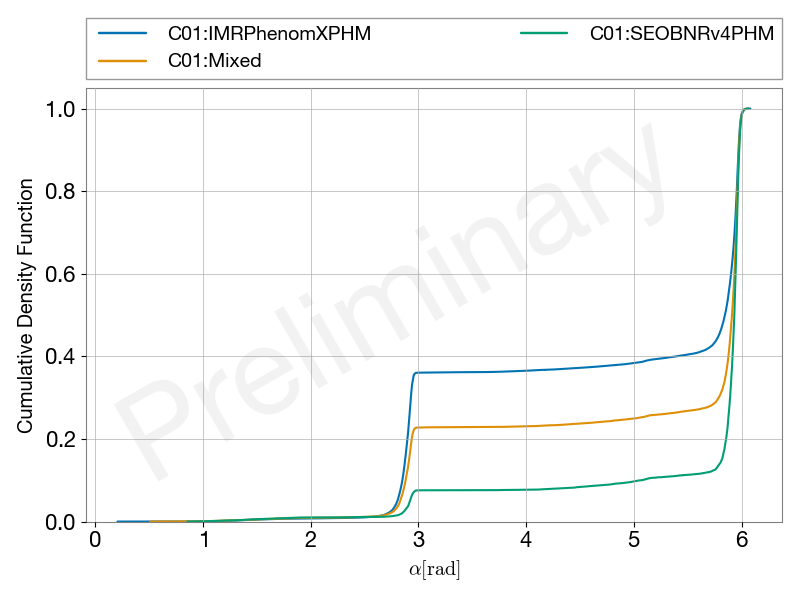 C01:IMRPhenomXPHM
C01:Mixed
C01:SEOBNRv4PHM
Cumulative Density Function
1.0
0.8
0.6
0.4
0.2
0.0
Preliminary
0 1 2 3 4 5 6
α[rad]